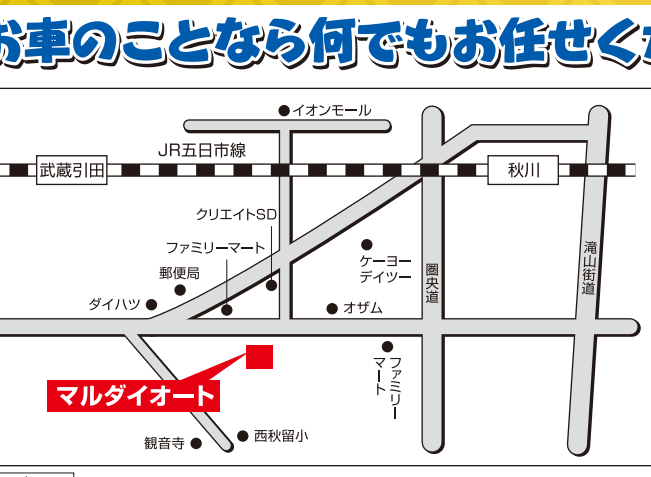 お車のことなら何でもお任せくだ
イオンモール
JR五日市線
武蔵引田
秋川
クリエイトSD
ファミリーマート
郵便局
ダイハツ
ケーヨー
デイツー
圏央道
滝山街道
オザム
ファミリー
マート
マルダイオート
観音寺
西秋留小